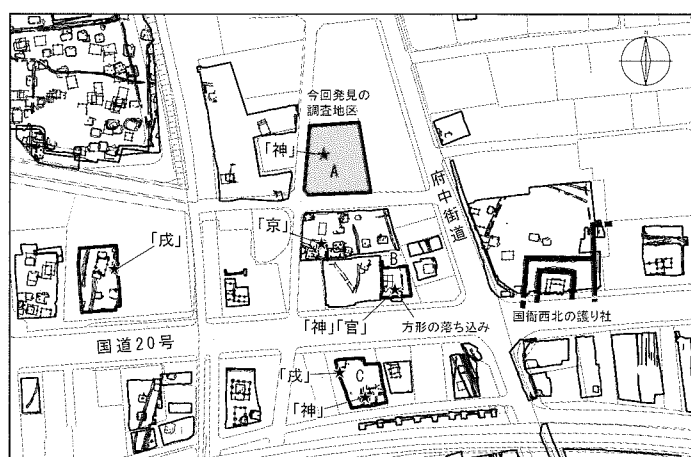 今回発見の
調査地区
「神」
A
府中街道
「京」
B
「戌」
「神」「官」
方形の落ち込み
国衙西北の護り社
国道20号
「戌」
C
「神」